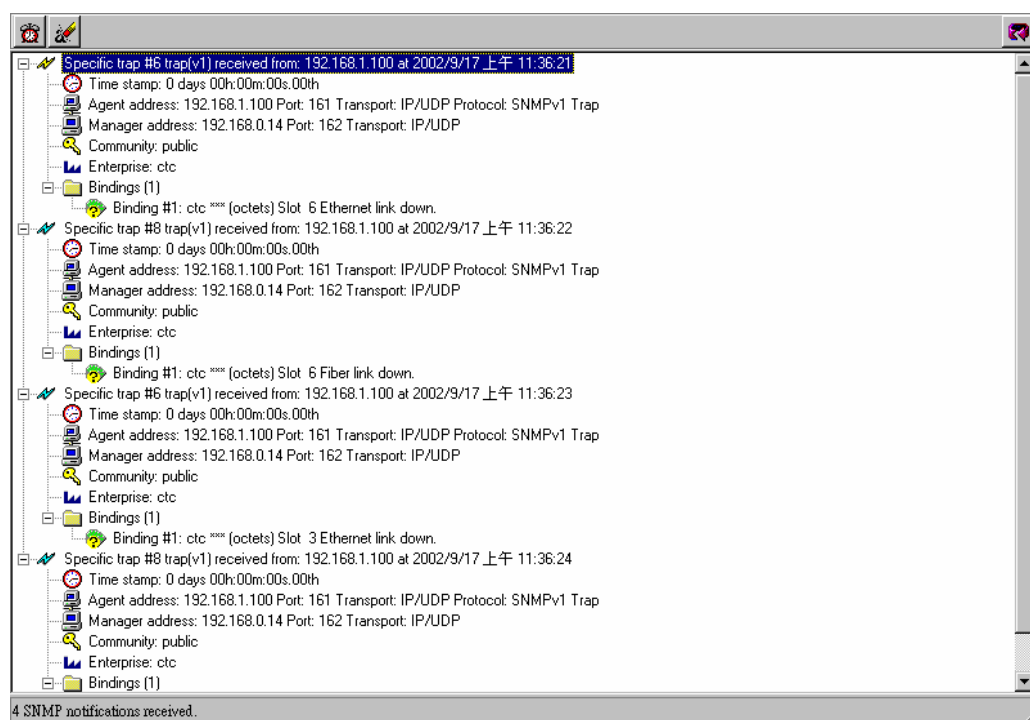 Specific trap #6 trap(v1) received from: 192.168.1.100 at 2002/9/17 上午 11:36:21
Time stamp: 0 days 00h:00m:00s.00th
Agent address: 192.168.1.100 Port: 161 Transport: IP/UDP Protocol: SNMPv1 Trap
Manager address: 192.168.0.14 Port: 162 Transport: IP/UDP
Community: public
Enterprise: ctc
Bindings (1)
Binding #1: ctc *** (octets) Slot  6 Ethernet link down.
Specific trap #8 trap(v1) received from: 192.168.1.100 at 2002/9/17 上午 11:36:22
Time stamp: 0 days 00h:00m:00s.00th
Agent address: 192.168.1.100 Port: 161 Transport: IP/UDP Protocol: SNMPv1 Trap
Manager address: 192.168.0.14 Port: 162 Transport: IP/UDP
Community: public
Enterprise: ctc
Bindings (1)
Binding #1: ctc *** (octets) Slot  6 Fiber link down.
Specific trap #6 trap(v1) received from: 192.168.1.100 at 2002/9/17 上午 11:36:23
Time stamp: 0 days 00h:00m:00s.00th
Agent address: 192.168.1.100 Port: 161 Transport: IP/UDP Protocol: SNMPv1 Trap
Manager address: 192.168.0.14 Port: 162 Transport: IP/UDP
Community: public
Enterprise: ctc
Bindings (1)
Binding #1: ctc *** (octets) Slot  3 Ethernet link down.
Specific trap #8 trap(v1) received from: 192.168.1.100 at 2002/9/17 上午 11:36:24
Time stamp: 0 days 00h:00m:00s.00th
Agent address: 192.168.1.100 Port: 161 Transport: IP/UDP Protocol: SNMPv1 Trap
Manager address: 192.168.0.14 Port: 162 Transport: IP/UDP
Community: public
Enterprise: ctc
Bindings (1)
4 SNMP notifications received.